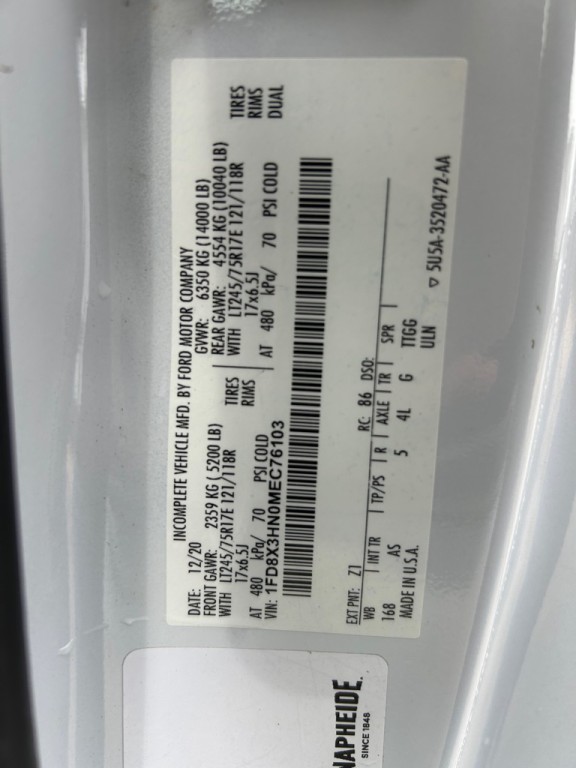 INCOMPLETE VEHICLE MFD. BY FORD MOTOR COMPANY
DATE: 12/20 GVWR: 6350 KG (14000 LB)
FRONT GAWR: 2359 KG ( 5200 LB) REAR GAWR: 4554 KG (10040 LB)
WITH LT245/75R17E 121/118R TIRES WITH LT245/75R17E 121/118R TIRES
17x6.5J RIMS 17x6.5J RIMS
AT 480 kPa/ 70 PSI COLD AT 480 kPa/ 70 PSI COLD DUAL
VIN: 1FD8X3HN0MEC76103
EXT PNT: Z1 RC: 86 DSO:
WB INT TR TP/PS R AXLE TR SPR
168 AS 5 4L G TTGG
MADE IN U.S.A. ULN
▽ 5U5A-3520472-AA
NAPHEIDE.
SINCE 1848